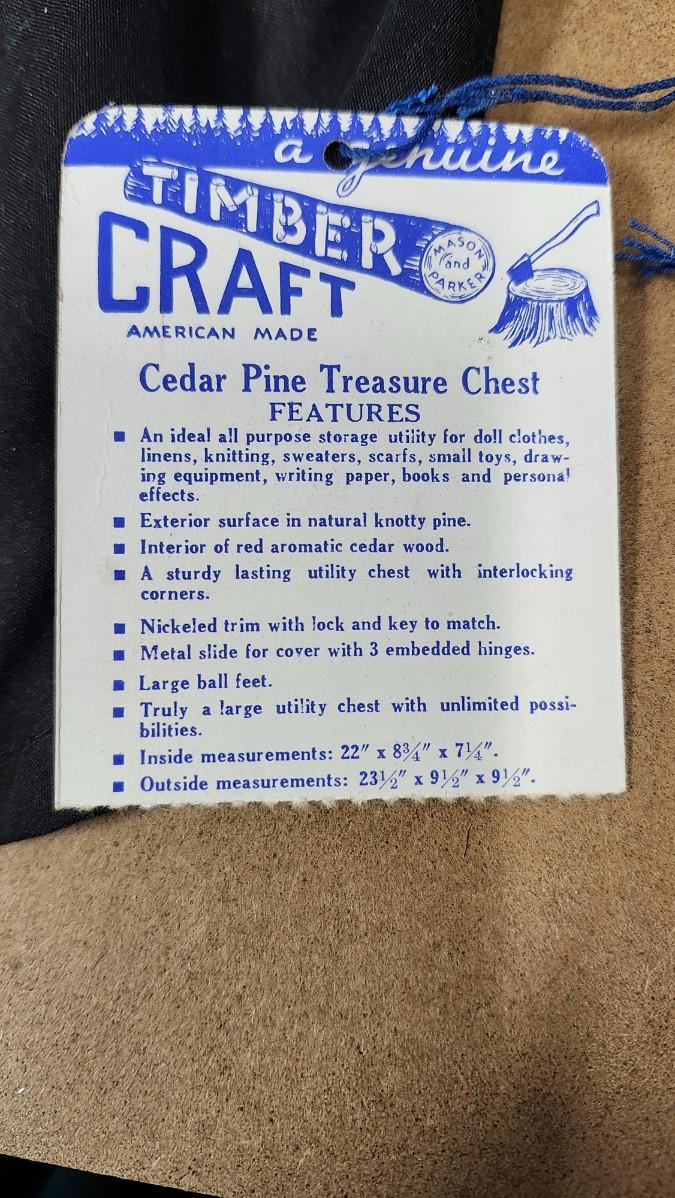 a genuine
TIMBER
MASON
and
PARKER
CRAFT
AMERICAN MADE
Cedar Pine Treasure Chest
FEATURES
■ An ideal all purpose storage utility for doll clothes,
linens, knitting, sweaters, scarfs, small toys, draw-
ing equipment, writing paper, books and personal
effects.
■ Exterior surface in natural knotty pine.
■ Interior of red aromatic cedar wood.
■ A sturdy lasting utility chest with interlocking
corners.
■ Nickeled trim with lock and key to match.
■ Metal slide for cover with 3 embedded hinges.
■ Large ball feet.
■ Truly a large utility chest with unlimited possi-
bilities.
■ Inside measurements: 22″ x 8¾″ x 7¼″.
■ Outside measurements: 23½″ x 9½″ x 9½″.